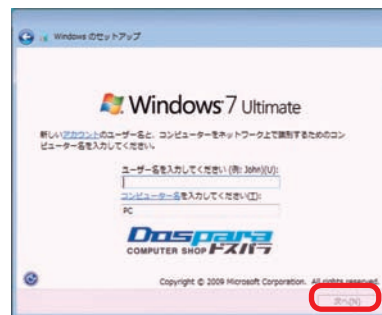 Windows のセットアップ
Windows 7 Ultimate
新しいアカウントのユーザー名と、コンピューターをネットワーク上で識別するためのコン
ピューター名を入力してください。
ユーザー名を入力してください (例: John)(U):
コンピューター名を入力してください(T):
PC
Dospara
COMPUTER SHOP ドスパラ
Copyright © 2009 Microsoft Corporation. All rights reserved.
次へ(N)